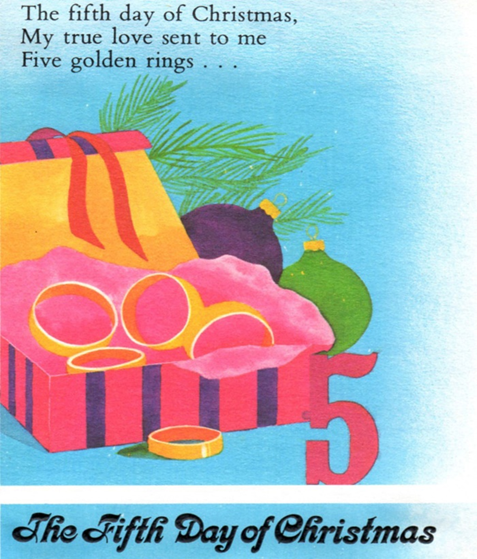 The fifth day of Christmas,
My true love sent to me
Five golden rings . . .
5
The Fifth Day of Christmas